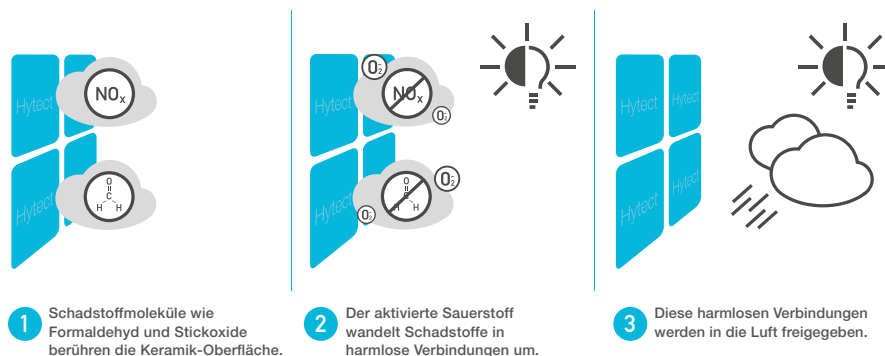 Hytect
NOx
Hytect
O
C
H H
O₂⁻
Hytect
NOx
O₂⁻
Hytect
O₂⁻
O
C
H H
O₂⁻
Hytect
Hytect
Hytect
Hytect
1
Schadstoffmoleküle wie
Formaldehyd und Stickoxide
berühren die Keramik-Oberfläche.
2
Der aktivierte Sauerstoff
wandelt Schadstoffe in
harmlose Verbindungen um.
3
Diese harmlosen Verbindungen
werden in die Luft freigegeben.